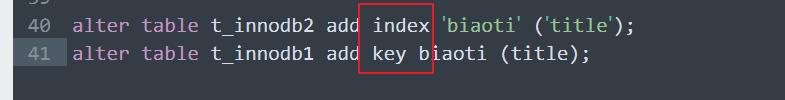 40 alter table t_innodb2 add index 'biaoti' ('title');
41 alter table t_innodb1 add key biaoti (title);